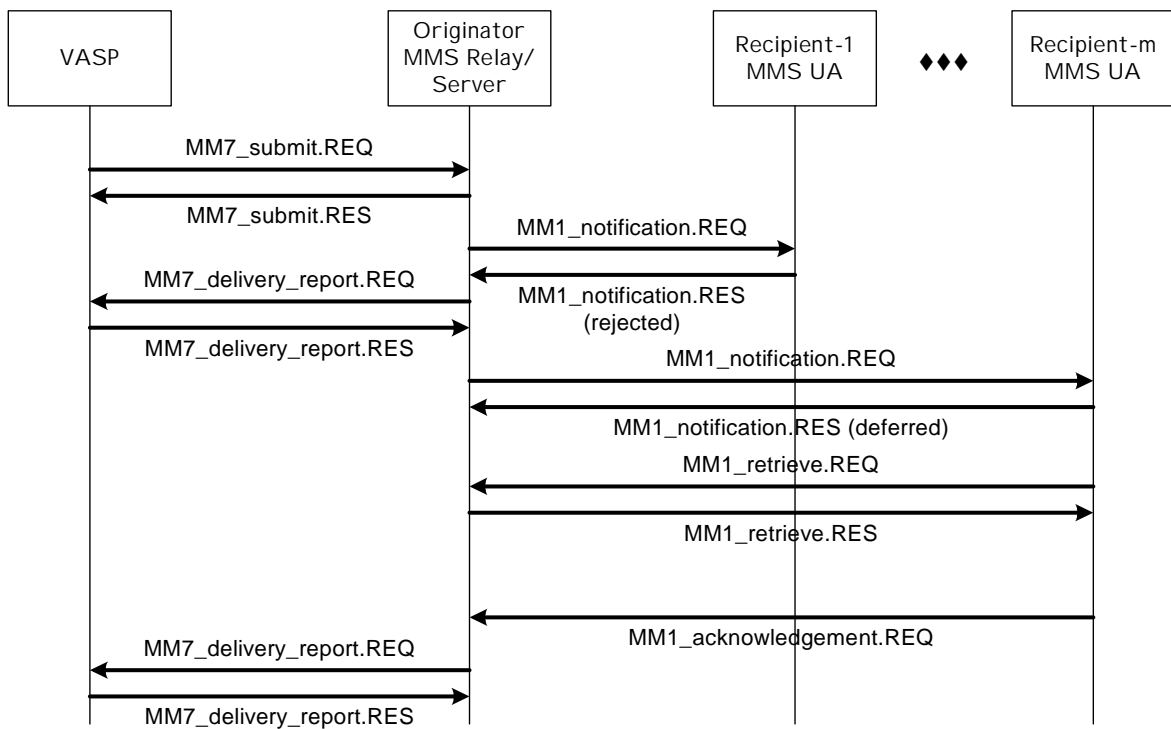 VASP
Originator
MMS Relay/
Server
Recipient-1
MMS UA
Recipient-m
MMS UA
MM7_submit.REQ
MM7_submit.RES
MM1_notification.REQ
MM7_delivery_report.REQ
MM1_notification.RES
(rejected)
MM7_delivery_report.RES
MM1_notification.REQ
MM1_notification.RES (deferred)
MM1_retrieve.REQ
MM1_retrieve.RES
MM1_acknowledgement.REQ
MM7_delivery_report.REQ
MM7_delivery_report.RES